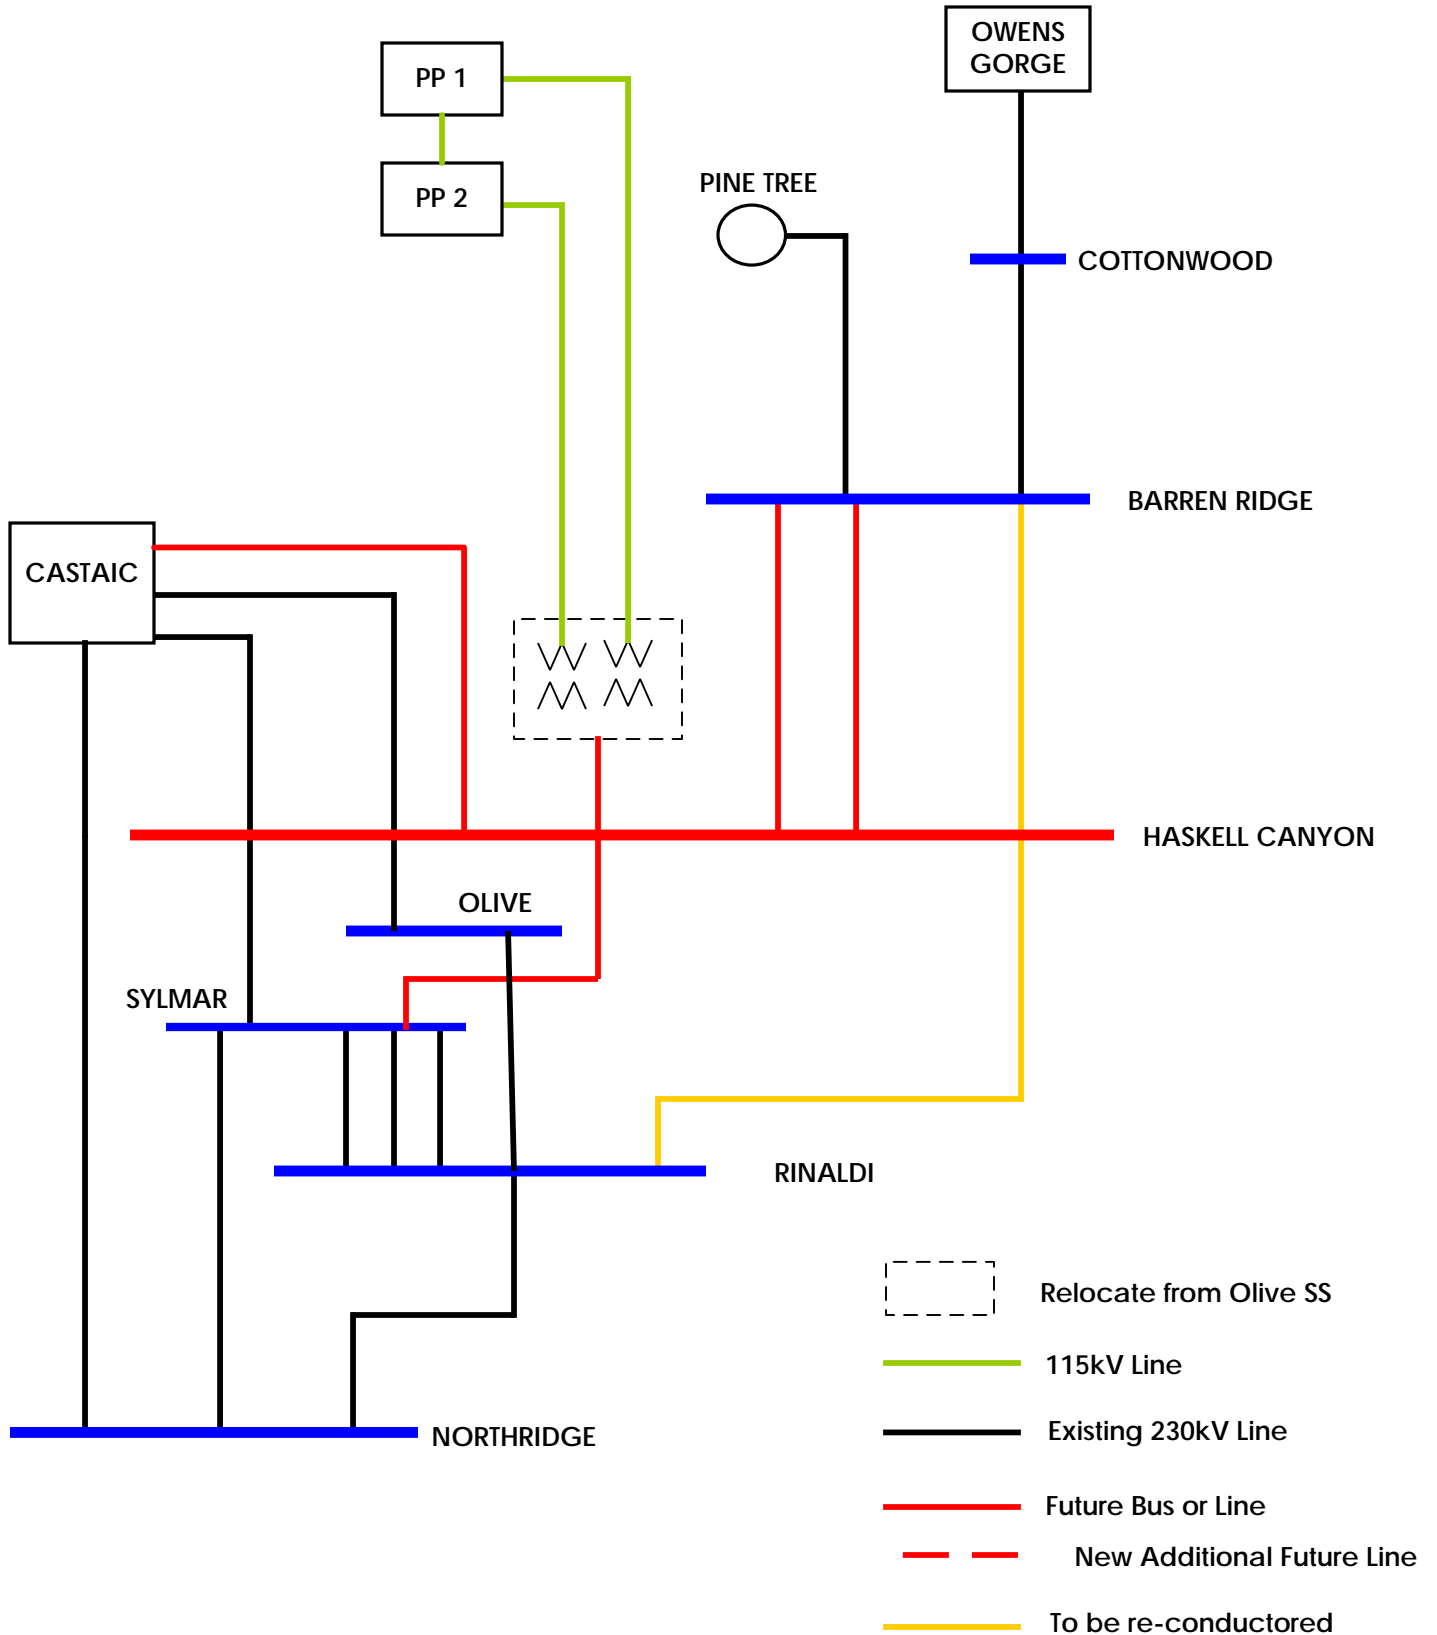 OWENS
GORGE
PP 1
PP 2
PINE TREE
COTTONWOOD
BARREN RIDGE
CASTAIC
HASKELL CANYON
OLIVE
SYLMAR
RINALDI
Relocate from Olive SS
115kV Line
Existing 230kV Line
NORTHRIDGE
Future Bus or Line
New Additional Future Line
To be re-conductored